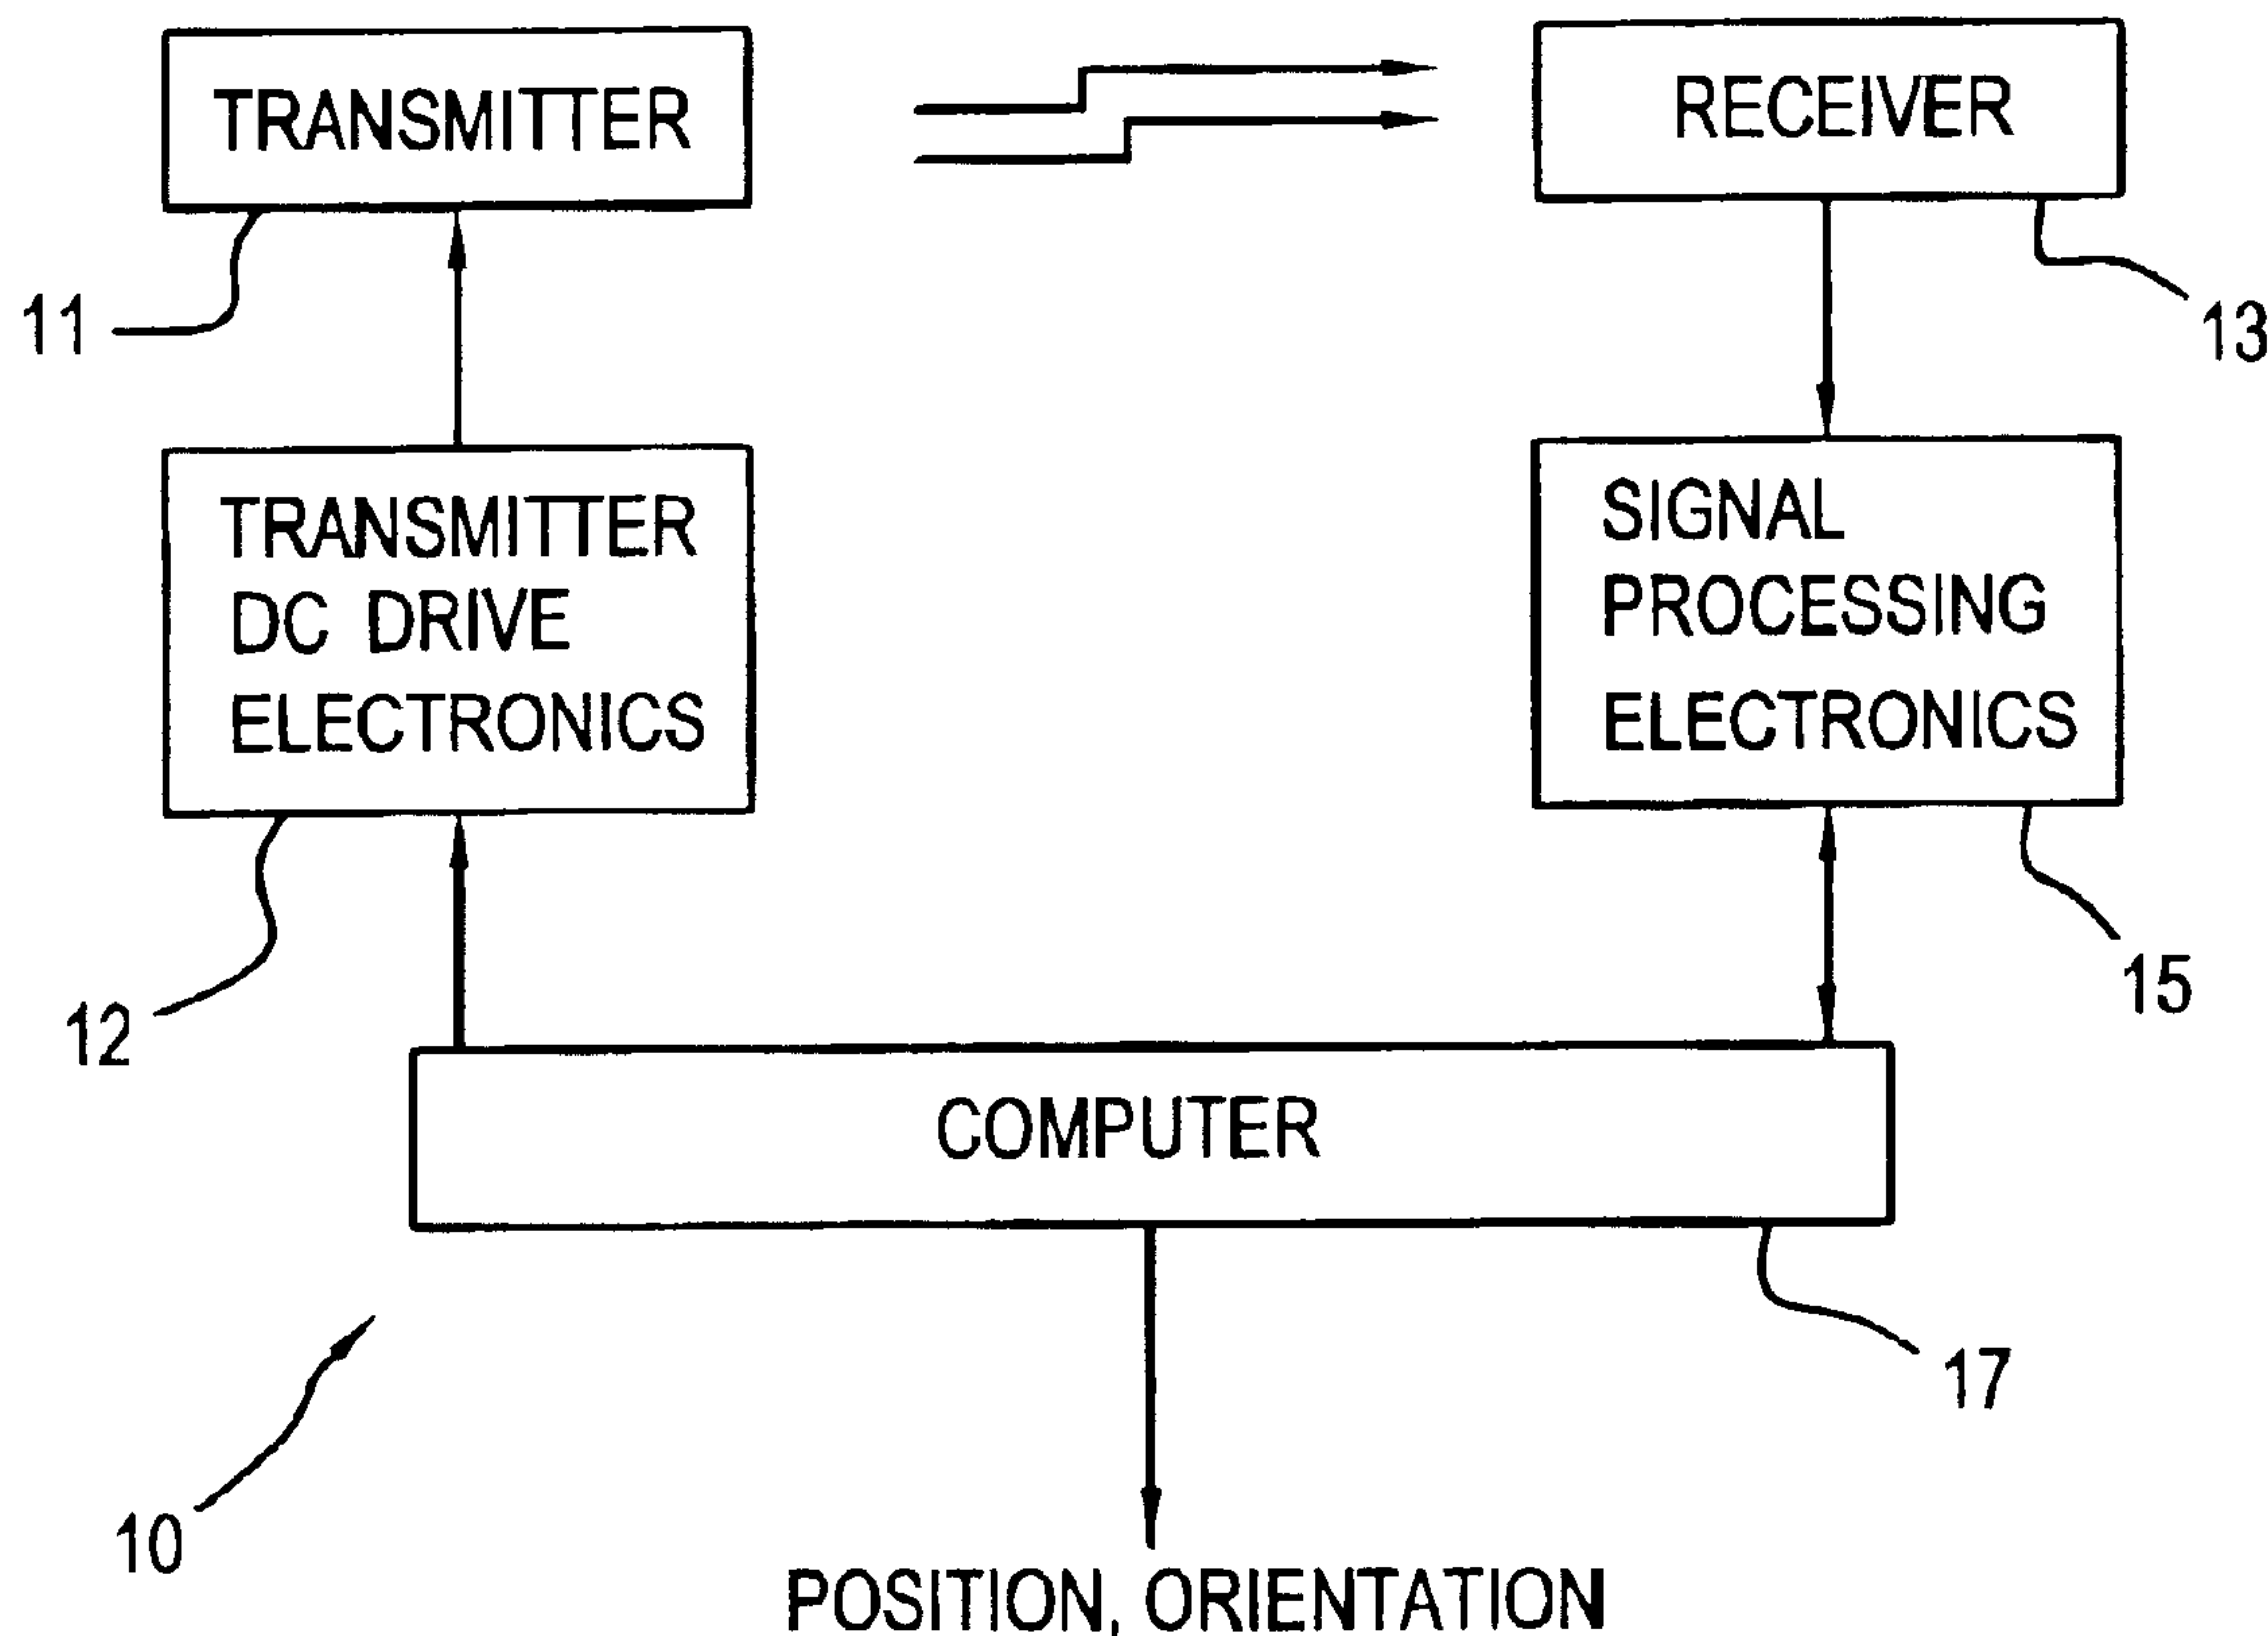 TRANSMITTER
RECEIVER
11
13
TRANSMITTER
DC DRIVE
ELECTRONICS
SIGNAL
PROCESSING
ELECTRONICS
12
15
COMPUTER
17
10
POSITION, ORIENTATION